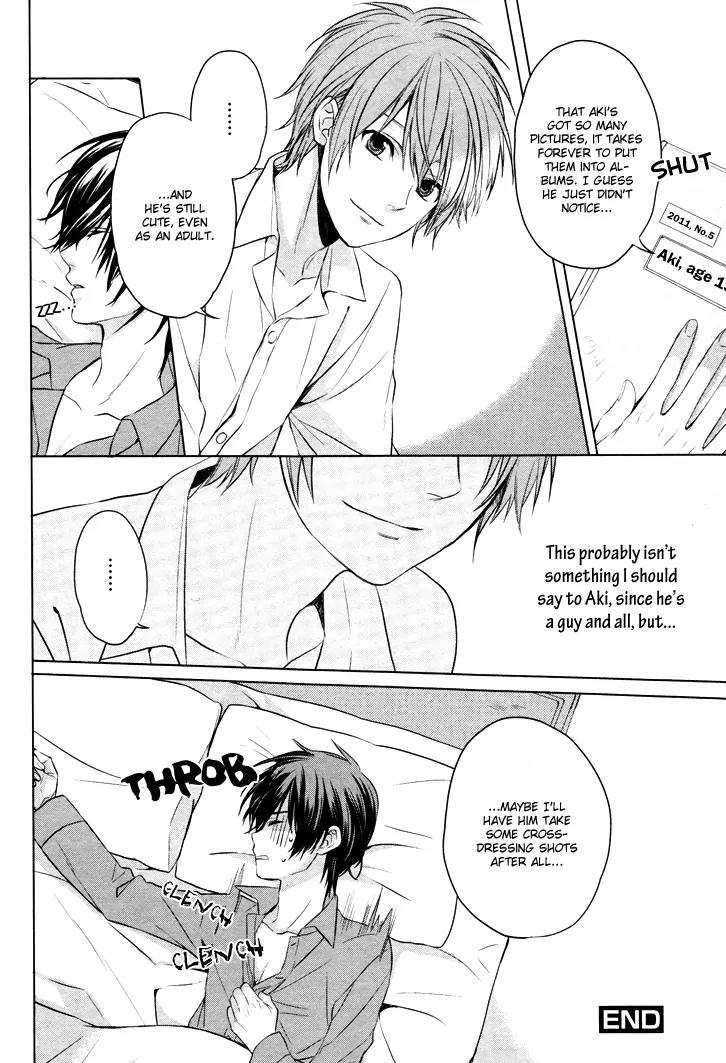 THAT AKI'S
GOT SO MANY
PICTURES, IT TAKES
FOREVER TO PUT
THEM INTO AL-
BUMS. I GUESS
HE JUST DIDN'T
NOTICE...
SHUT
2011, No.5
Aki, age 1
......
...AND
HE'S STILL
CUTE, EVEN
AS AN ADULT.
ZZZ...
This probably isn't
something I should
say to Aki, since he's
a guy and all, but...
......
...MAYBE I'LL
HAVE HIM TAKE
SOME CROSS-
DRESSING SHOTS
AFTER ALL...
THROB
CLENCH
CLENCH
END